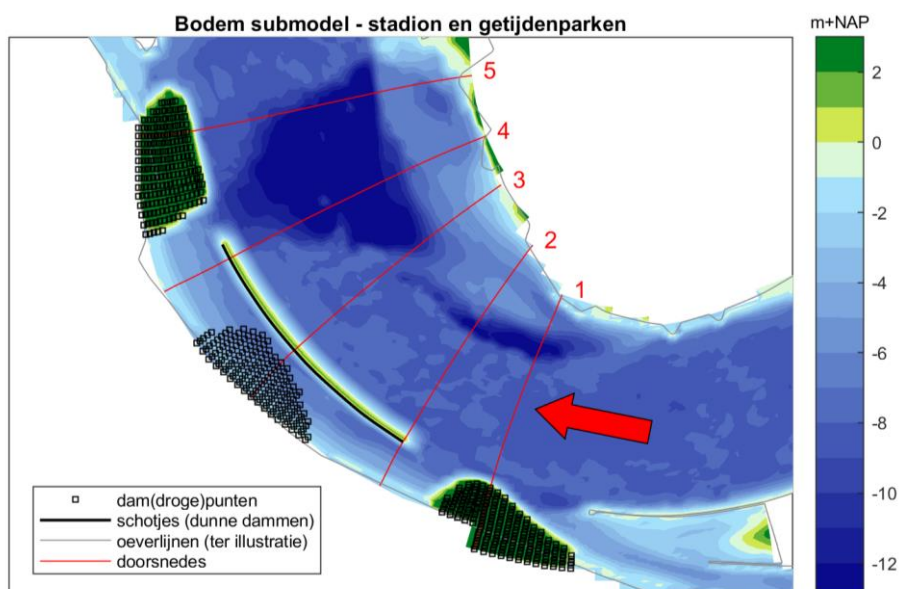 Bodem submodel - stadion en getijdenparken
m+NAP
5
4
3
2
1
2
0
-2
-4
-6
-8
-10
-12
dam(droge)punten
schotjes (dunne dammen)
oeverlijnen (ter illustratie)
doorsnedes